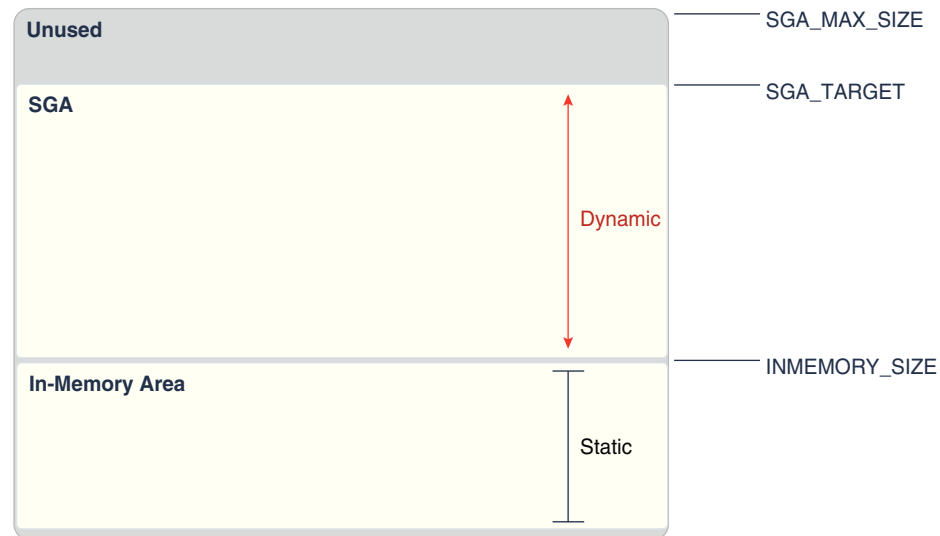 Unused
SGA_MAX_SIZE
SGA_TARGET
SGA
Dynamic
INMEMORY_SIZE
In-Memory Area
Static